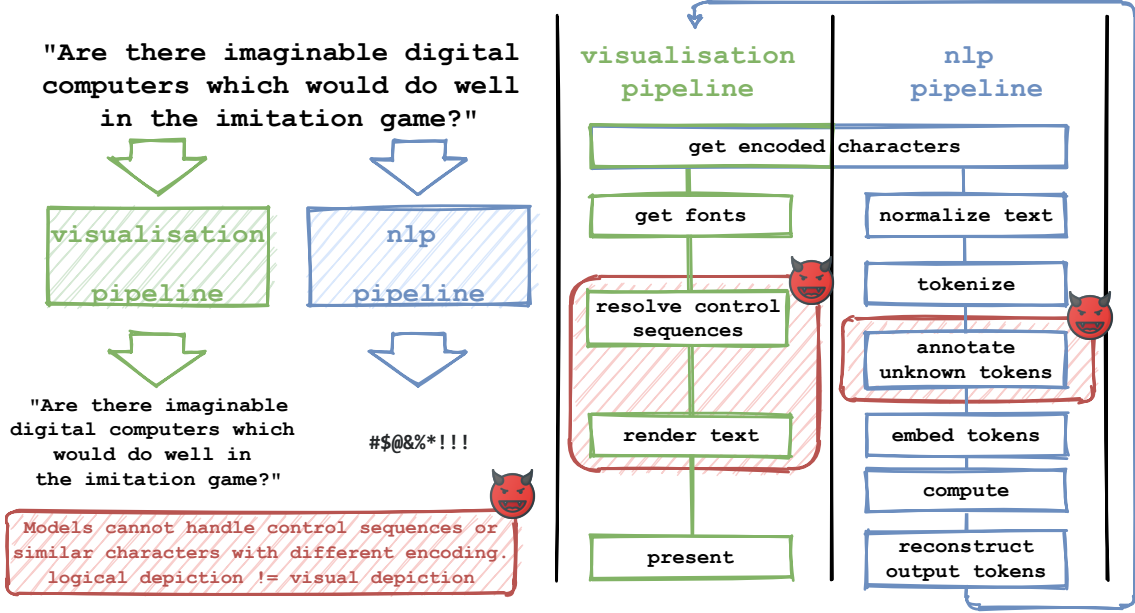 "Are there imaginable digital
computers which would do well
in the imitation game?"
visualisation
pipeline
nlp
pipeline
"Are there imaginable
digital computers which
would do well in
the imitation game?"
#$@&%*!!!
Models cannot handle control sequences or
similar characters with different encoding.
logical depiction != visual depiction
visualisation
pipeline
nlp
pipeline
get encoded characters
get fonts
resolve control
sequences
render text
present
normalize text
tokenize
annotate
unknown tokens
embed tokens
compute
reconstruct
output tokens